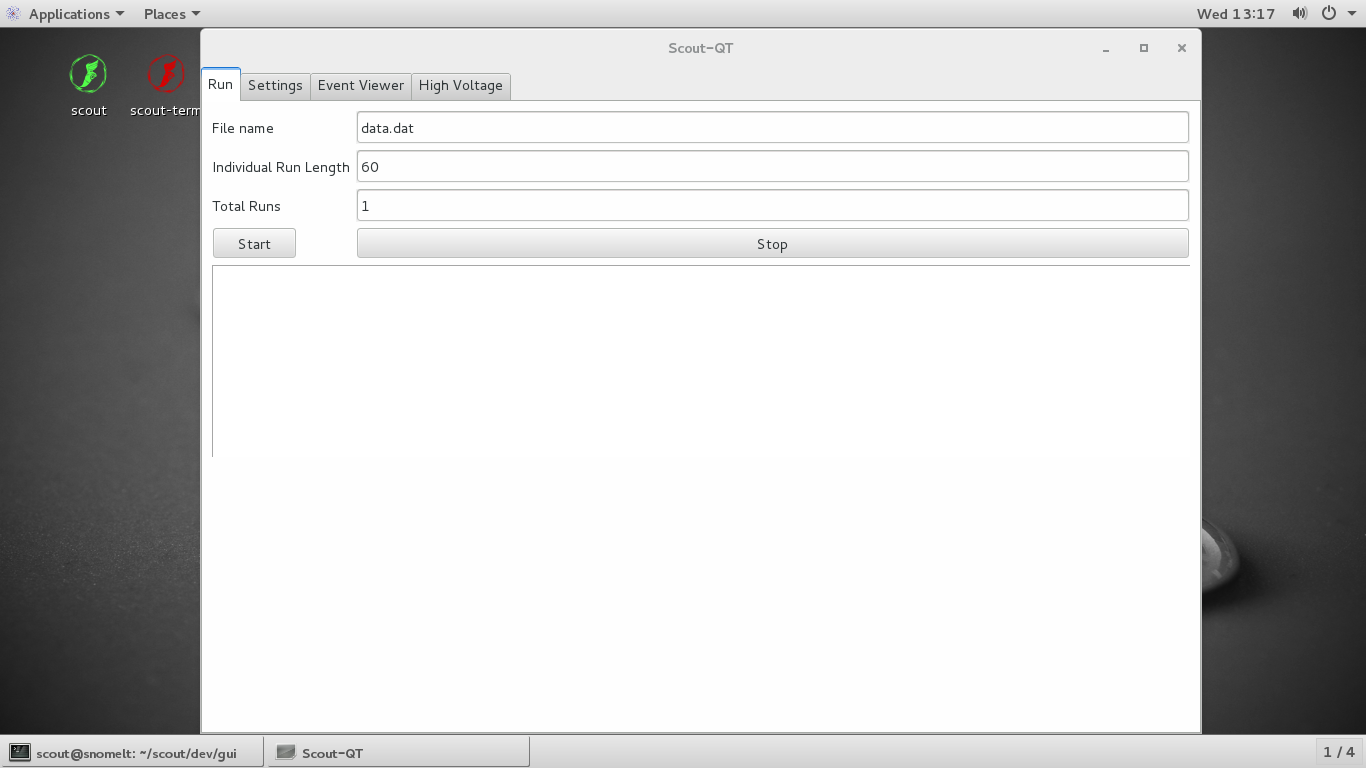 Applications Places Wed 13:17
Scout-QT
scout scout-term
Run Settings Event Viewer High Voltage
File name data.dat
Individual Run Length 60
Total Runs 1
Start Stop
scout@snomelt: ~/scout/dev/gui Scout-QT 1 / 4